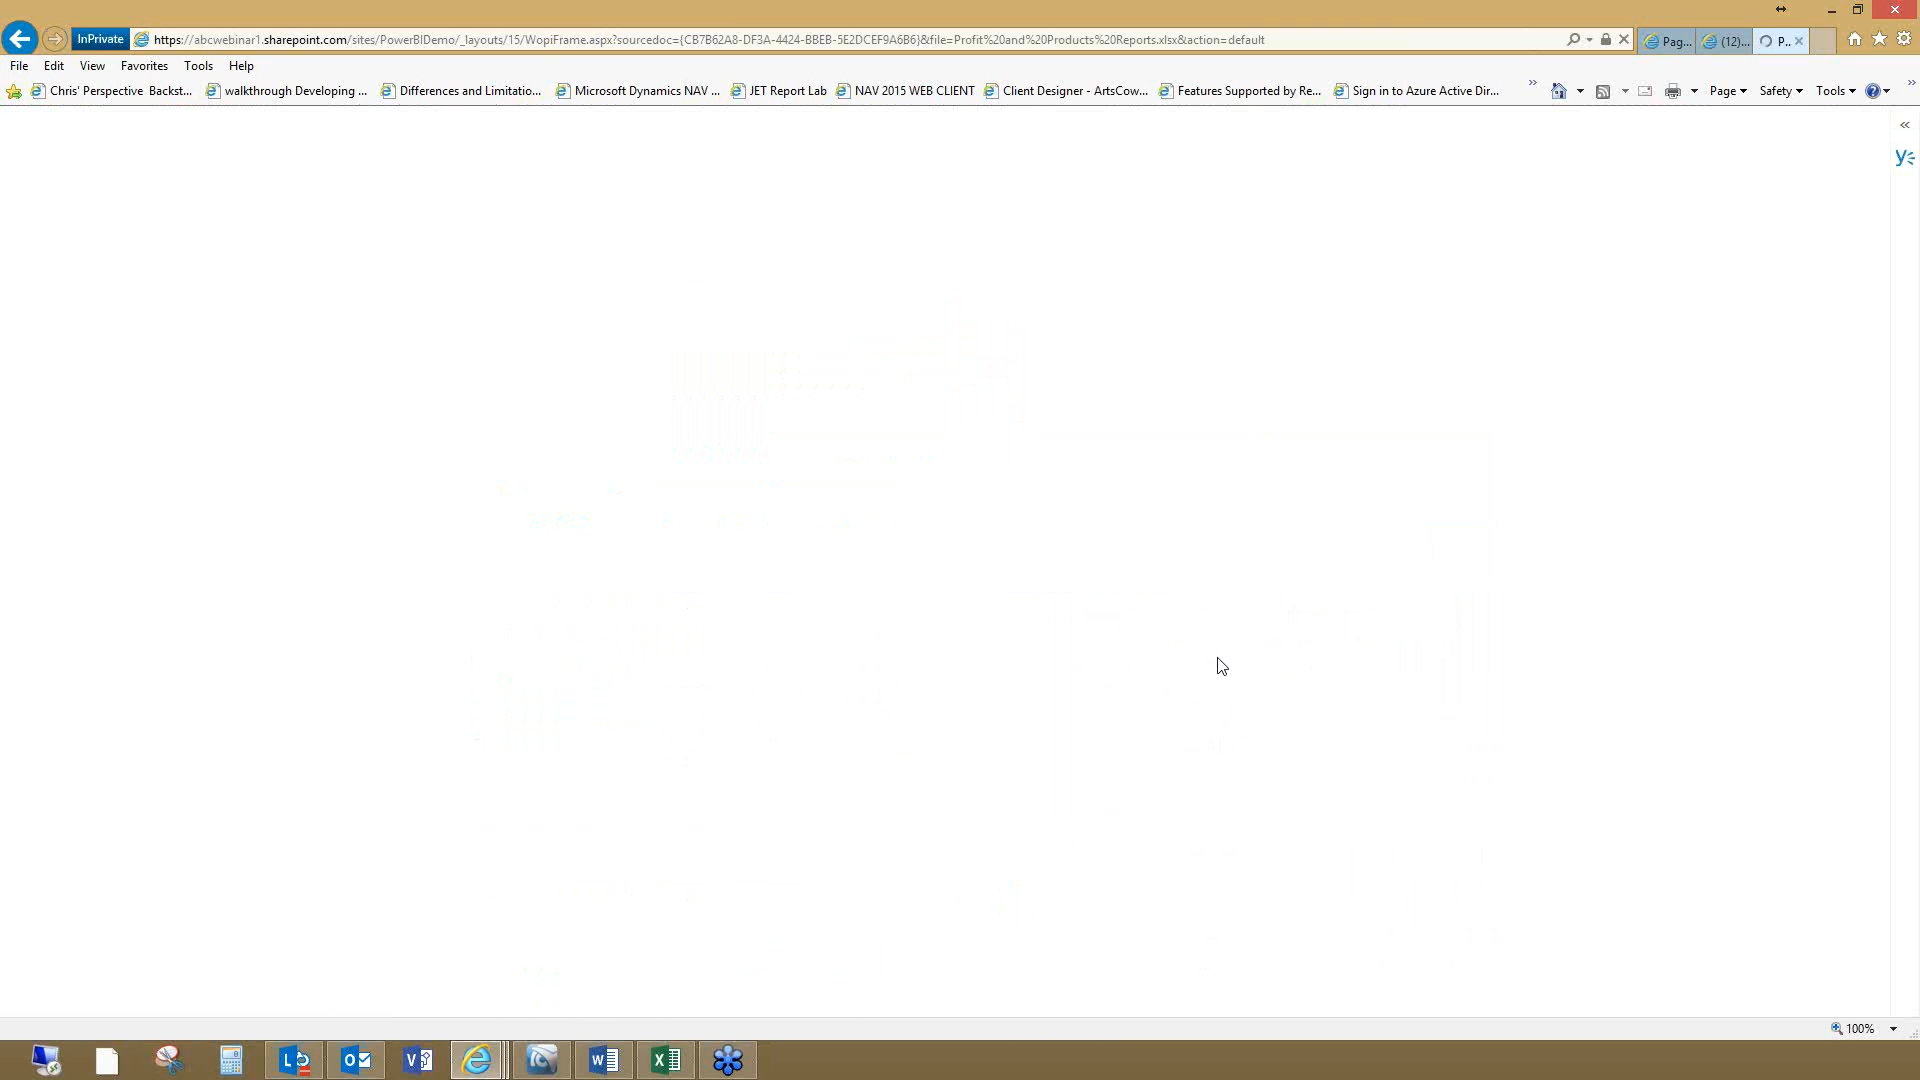 InPrivate https://abcwebinar1.sharepoint.com/sites/PowerBIDemo/_layouts/15/WopiFrame.aspx?sourcedoc={CB7B62A8-DF3A-4424-BBEB-5E2DCEF9A6B6}&file=Profit%20and%20Products%20Reports.xlsx&action=default Pag... (12)... P...
File Edit View Favorites Tools Help
Chris' Perspective Backst... walkthrough Developing ... Differences and Limitatio... Microsoft Dynamics NAV ... JET Report Lab NAV 2015 WEB CLIENT Client Designer - ArtsCow... Features Supported by Re... Sign in to Azure Active Dir... Page Safety Tools
100%